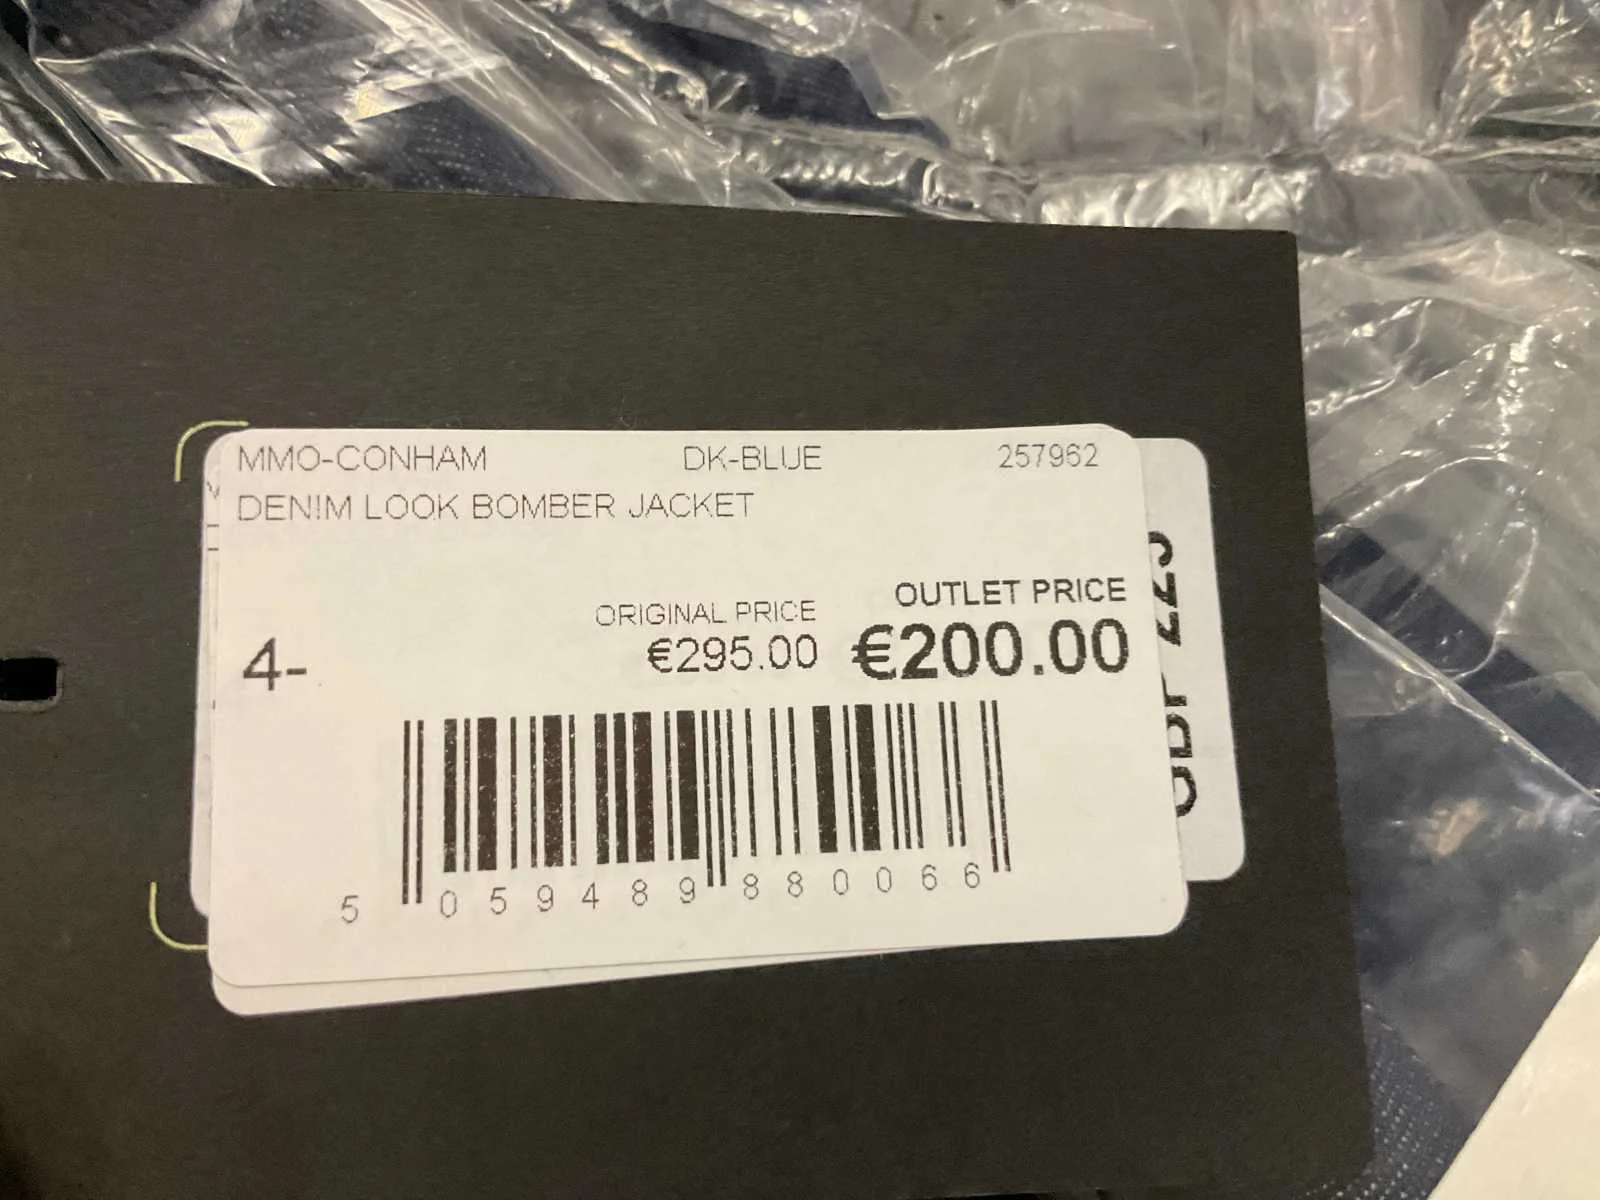 MMO-CONHAM DK-BLUE 257962
DENIM LOOK BOMBER JACKET
ORIGINAL PRICE OUTLET PRICE
4- €295.00 €200.00
5 059489 880066